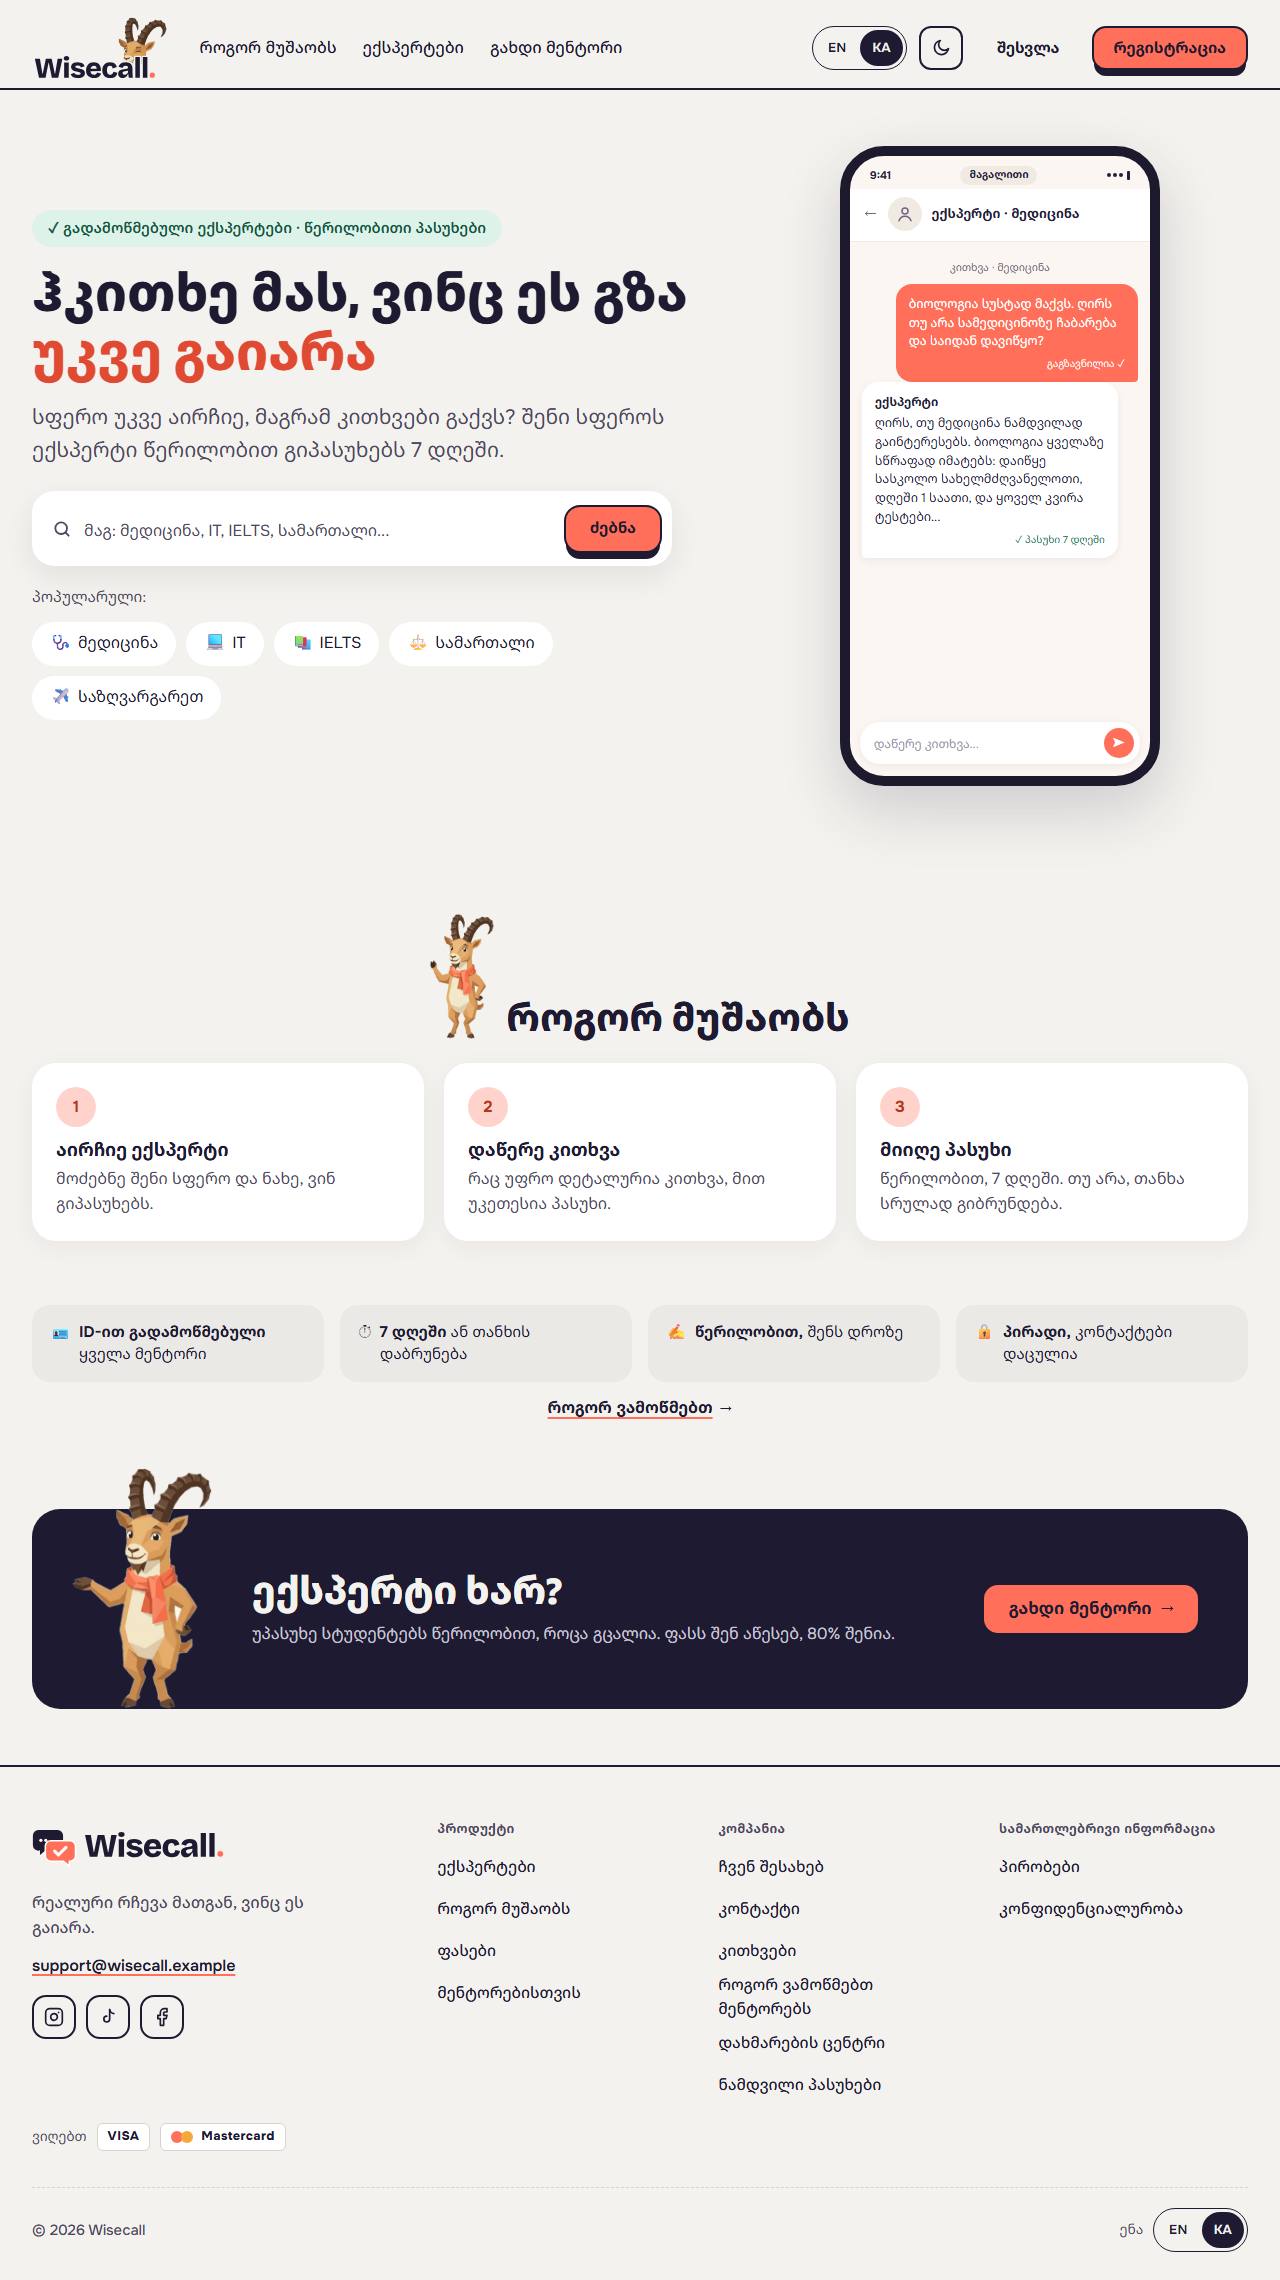 Wisecall.
როგორ მუშაობს
ექსპერტები
გახდი მენტორი
EN
KA
შესვლა
რეგისტრაცია
✓ გადამოწმებული ექსპერტები · წერილობითი პასუხები
ჰკითხე მას, ვინც ეს გზა
უკვე გაიარა
სფერო უკვე აირჩიე, მაგრამ კითხვები გაქვს? შენი სფეროს
ექსპერტი წერილობით გიპასუხებს 7 დღეში.
მაგ: მედიცინა, IT, IELTS, სამართალი...
ძებნა
პოპულარული:
მედიცინა
IT
IELTS
სამართალი
საზღვარგარეთ
9:41
მაგალითი
← ექსპერტი · მედიცინა
კითხვა · მედიცინა
ბიოლოგია სუსტად მაქვს. ღირს
თუ არა სამედიცინოზე ჩაბარება
და საიდან დავიწყო?
გაგზავნილია ✓
ექსპერტი
ღირს, თუ მედიცინა ნამდვილად
გაინტერესებს. ბიოლოგია ყველაზე
სწრაფად იმატებს: დაიწყე
სასკოლო სახელმძღვანელოთი,
დღეში 1 საათი, და ყოველ კვირა
ტესტები...
✓ პასუხი 7 დღეში
დაწერე კითხვა...
როგორ მუშაობს
1
აირჩიე ექსპერტი
მოძებნე შენი სფერო და ნახე, ვინ
გიპასუხებს.
2
დაწერე კითხვა
რაც უფრო დეტალურია კითხვა, მით
უკეთესია პასუხი.
3
მიიღე პასუხი
წერილობით, 7 დღეში. თუ არა, თანხა
სრულად გიბრუნდება.
ID-ით გადამოწმებული
ყველა მენტორი
7 დღეში ან თანხის
დაბრუნება
წერილობით, შენს დროზე
პირადი, კონტაქტები
დაცულია
როგორ ვამოწმებთ →
ექსპერტი ხარ?
უპასუხე სტუდენტებს წერილობით, როცა გცალია. ფასს შენ აწესებ, 80% შენია.
გახდი მენტორი →
Wisecall.
რეალური რჩევა მათგან, ვინც ეს
გაიარა.
support@wisecall.example
პროდუქტი
ექსპერტები
როგორ მუშაობს
ფასები
მენტორებისთვის
კომპანია
ჩვენ შესახებ
კონტაქტი
კითხვები
როგორ ვამოწმებთ
მენტორებს
დახმარების ცენტრი
ნამდვილი პასუხები
სამართლებრივი ინფორმაცია
პირობები
კონფიდენციალურობა
ვიღებთ
VISA
Mastercard
© 2026 Wisecall
ენა
EN
KA